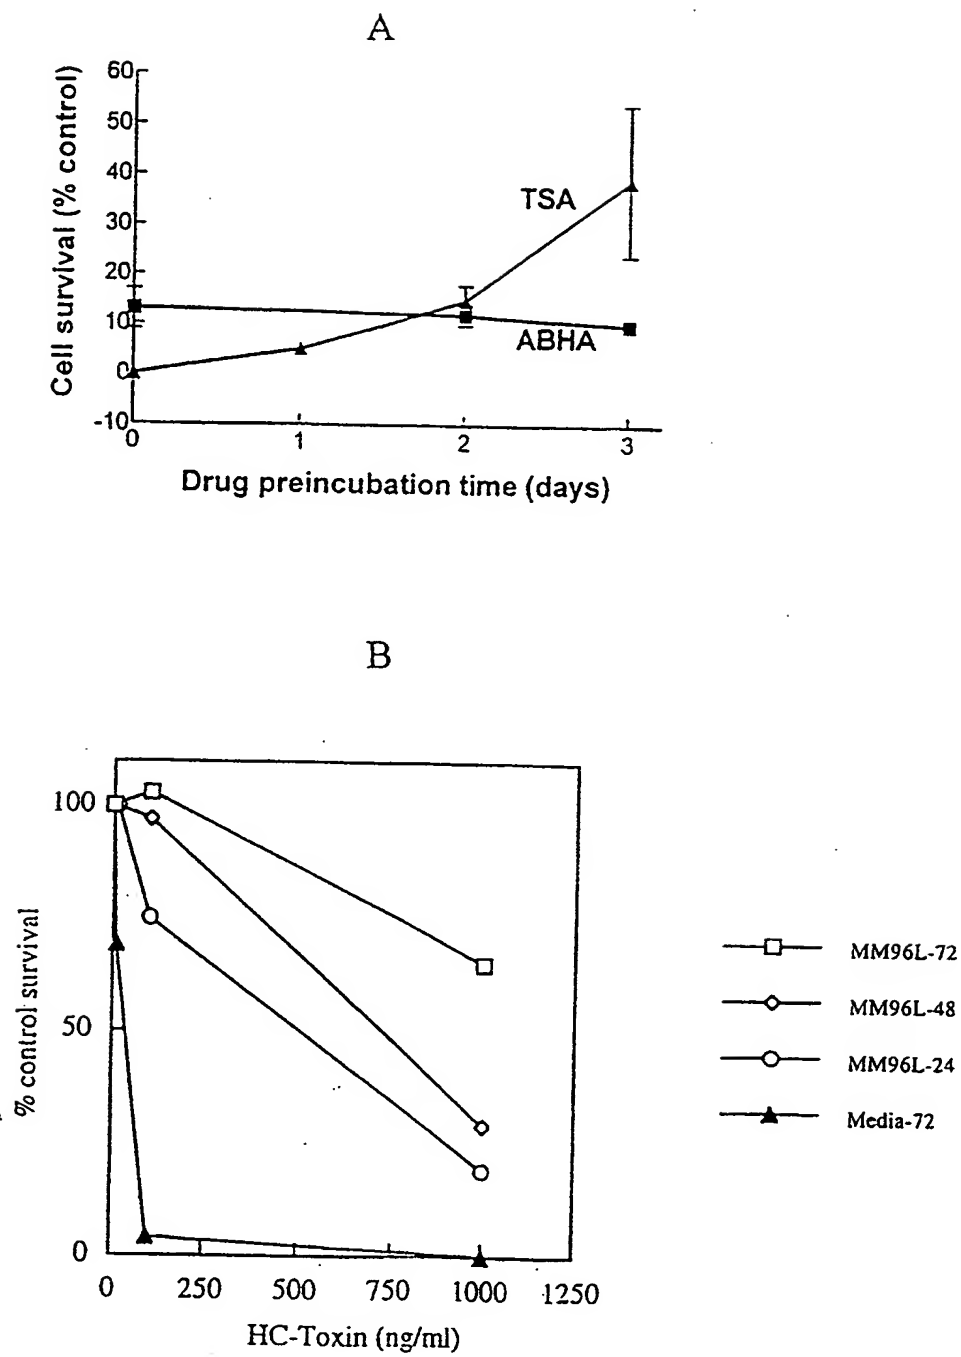 A
Cell survival (% control)
60
50
40
30
20
10
0
-10
TSA
ABHA
0 1 2 3
Drug preincubation time (days)
B
% control survival
100
50
0
0 250 500 750 1000 1250
HC-Toxin (ng/ml)
MM96L-72
MM96L-48
MM96L-24
Media-72